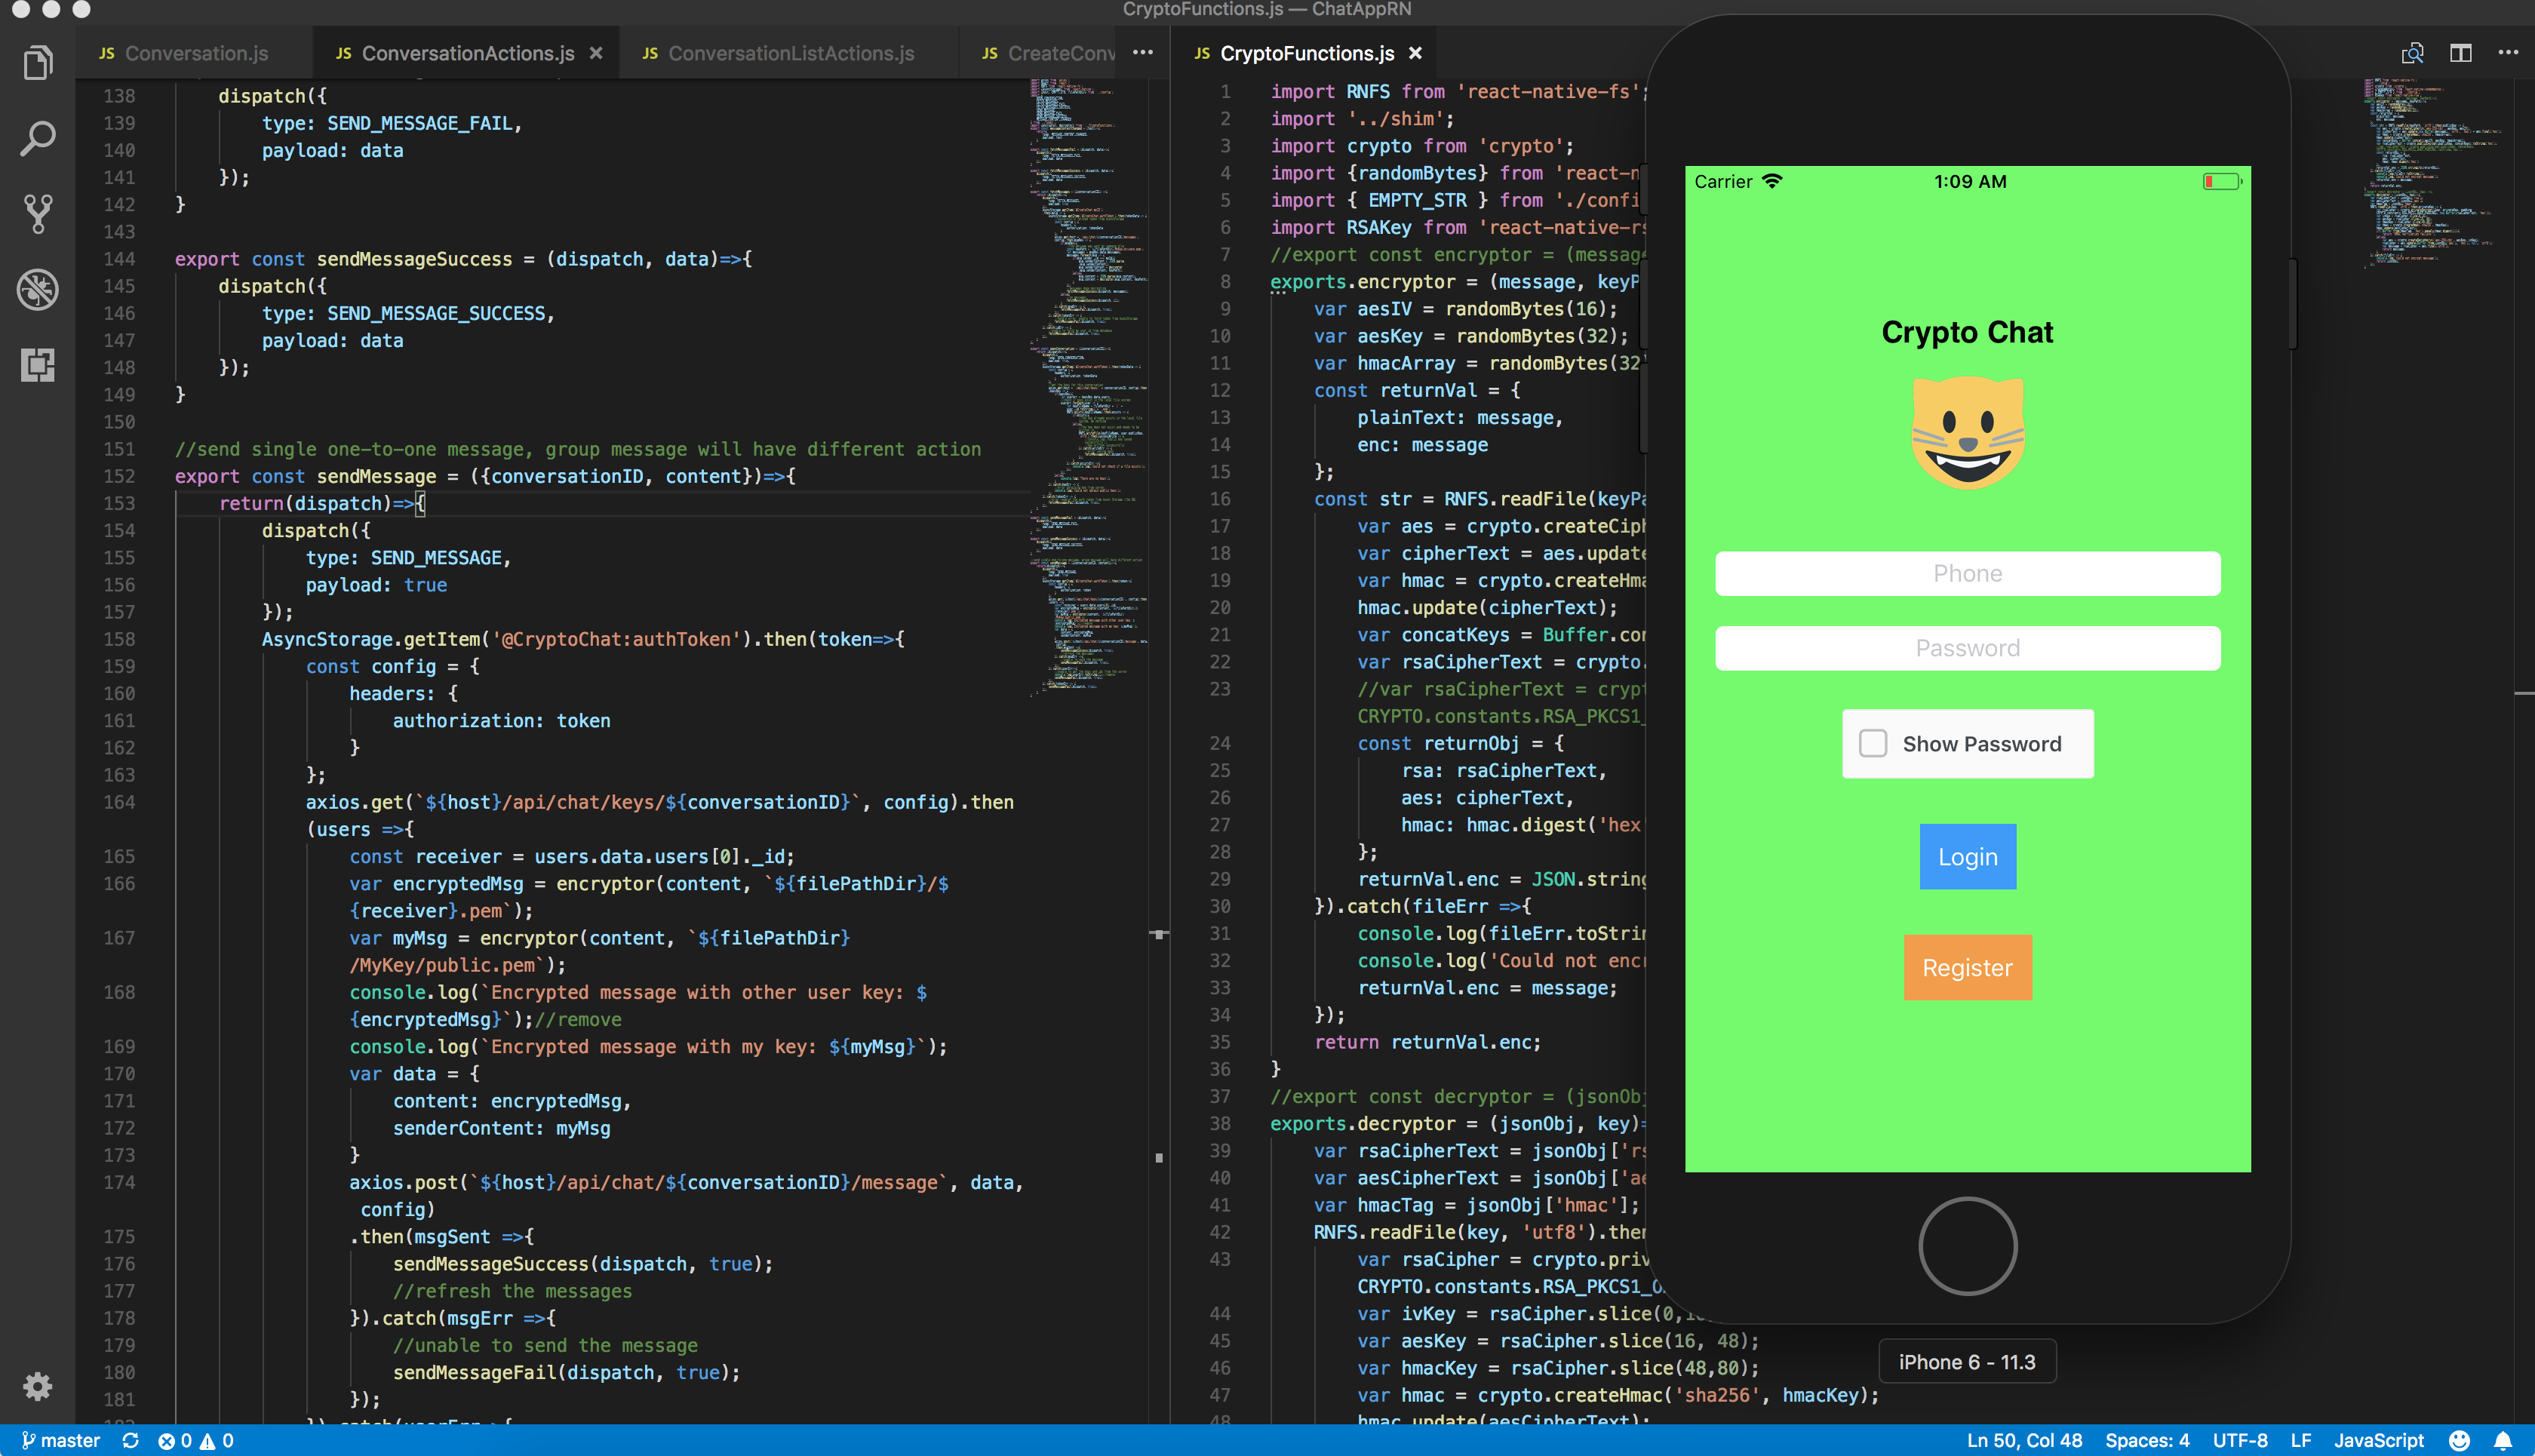 CryptoFunctions.js — ChatAppRN
JS Conversation.js
JS ConversationActions.js ×
JS ConversationListActions.js
JS CreateConv
JS CryptoFunctions.js ×
138 dispatch({
139 type: SEND_MESSAGE_FAIL,
140 payload: data
141 });
142 }
143
144 export const sendMessageSuccess = (dispatch, data)=>{
145 dispatch({
146 type: SEND_MESSAGE_SUCCESS,
147 payload: data
148 });
149 }
150
151 //send single one-to-one message, group message will have different action
152 export const sendMessage = ({conversationID, content})=>{
153 return(dispatch)=>{
154 dispatch({
155 type: SEND_MESSAGE,
156 payload: true
157 });
158 AsyncStorage.getItem('@CryptoChat:authToken').then(token=>{
159 const config = {
160 headers: {
161 authorization: token
162 }
163 };
164 axios.get(`${host}/api/chat/keys/${conversationID}`, config).then
(users =>{
165 const receiver = users.data.users[0]._id;
166 var encryptedMsg = encryptor(content, `${filePathDir}/$
{receiver}.pem`);
167 var myMsg = encryptor(content, `${filePathDir}
/MyKey/public.pem`);
168 console.log(`Encrypted message with other user key: $
{encryptedMsg}`);//remove
169 console.log(`Encrypted message with my key: ${myMsg}`);
170 var data = {
171 content: encryptedMsg,
172 senderContent: myMsg
173 }
174 axios.post(`${host}/api/chat/${conversationID}/message`, data,
config)
175 .then(msgSent =>{
176 sendMessageSuccess(dispatch, true);
177 //refresh the messages
178 }).catch(msgErr =>{
179 //unable to send the message
180 sendMessageFail(dispatch, true);
181 });
1 import RNFS from 'react-native-fs';
2 import '../shim';
3 import crypto from 'crypto';
4 import {randomBytes} from 'react-n
5 import { EMPTY_STR } from './confi
6 import RSAKey from 'react-native-rs
7 //export const encryptor = (message
8 exports.encryptor = (message, keyP
9 var aesIV = randomBytes(16);
10 var aesKey = randomBytes(32);
11 var hmacArray = randomBytes(32
12 const returnVal = {
13 plainText: message,
14 enc: message
15 };
16 const str = RNFS.readFile(keyPa
17 var aes = crypto.createCiph
18 var cipherText = aes.update
19 var hmac = crypto.createHma
20 hmac.update(cipherText);
21 var concatKeys = Buffer.con
22 var rsaCipherText = crypto.
23 //var rsaCipherText = crypt
CRYPTO.constants.RSA_PKCS1_
24 const returnObj = {
25 rsa: rsaCipherText,
26 aes: cipherText,
27 hmac: hmac.digest('hex'
28 };
29 returnVal.enc = JSON.string
30 }).catch(fileErr =>{
31 console.log(fileErr.toStrin
32 console.log('Could not encr
33 returnVal.enc = message;
34 });
35 return returnVal.enc;
36 }
37 //export const decryptor = (jsonObj
38 exports.decryptor = (jsonObj, key)=
39 var rsaCipherText = jsonObj['rs
40 var aesCipherText = jsonObj['ae
41 var hmacTag = jsonObj['hmac'];
42 RNFS.readFile(key, 'utf8').then
43 var rsaCipher = crypto.priv
CRYPTO.constants.RSA_PKCS1_O
44 var ivKey = rsaCipher.slice(0,
45 var aesKey = rsaCipher.slice(16, 48);
46 var hmacKey = rsaCipher.slice(48,80);
47 var hmac = crypto.createHmac('sha256', hmacKey);
48 hmac.update(aesCipherText);
Carrier 1:09 AM
Crypto Chat
Phone
Password
Show Password
Login
Register
iPhone 6 - 11.3
master 0 0
Ln 50, Col 48 Spaces: 4 UTF-8 LF JavaScript